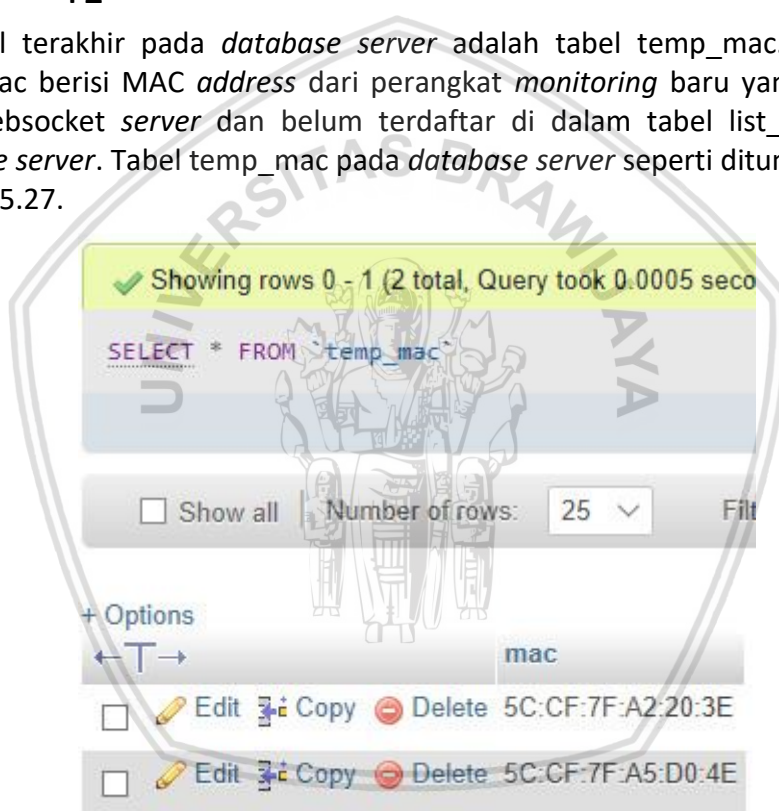 l terakhir pada database server adalah tabel temp_mac.
ac berisi MAC address dari perangkat monitoring baru yan
ebsocket server dan belum terdaftar di dalam tabel list_
e server. Tabel temp_mac pada database server seperti ditun
5.27.
UNIVERSITAS BRAWIJAYA
Showing rows 0 - 1 (2 total, Query took 0.0005 seco
SELECT * FROM `temp_mac`
Show all Number of rows: 25 Filt
+ Options
←T→ mac
Edit Copy Delete 5C:CF:7F:A2:20:3E
Edit Copy Delete 5C:CF:7F:A5:D0:4E